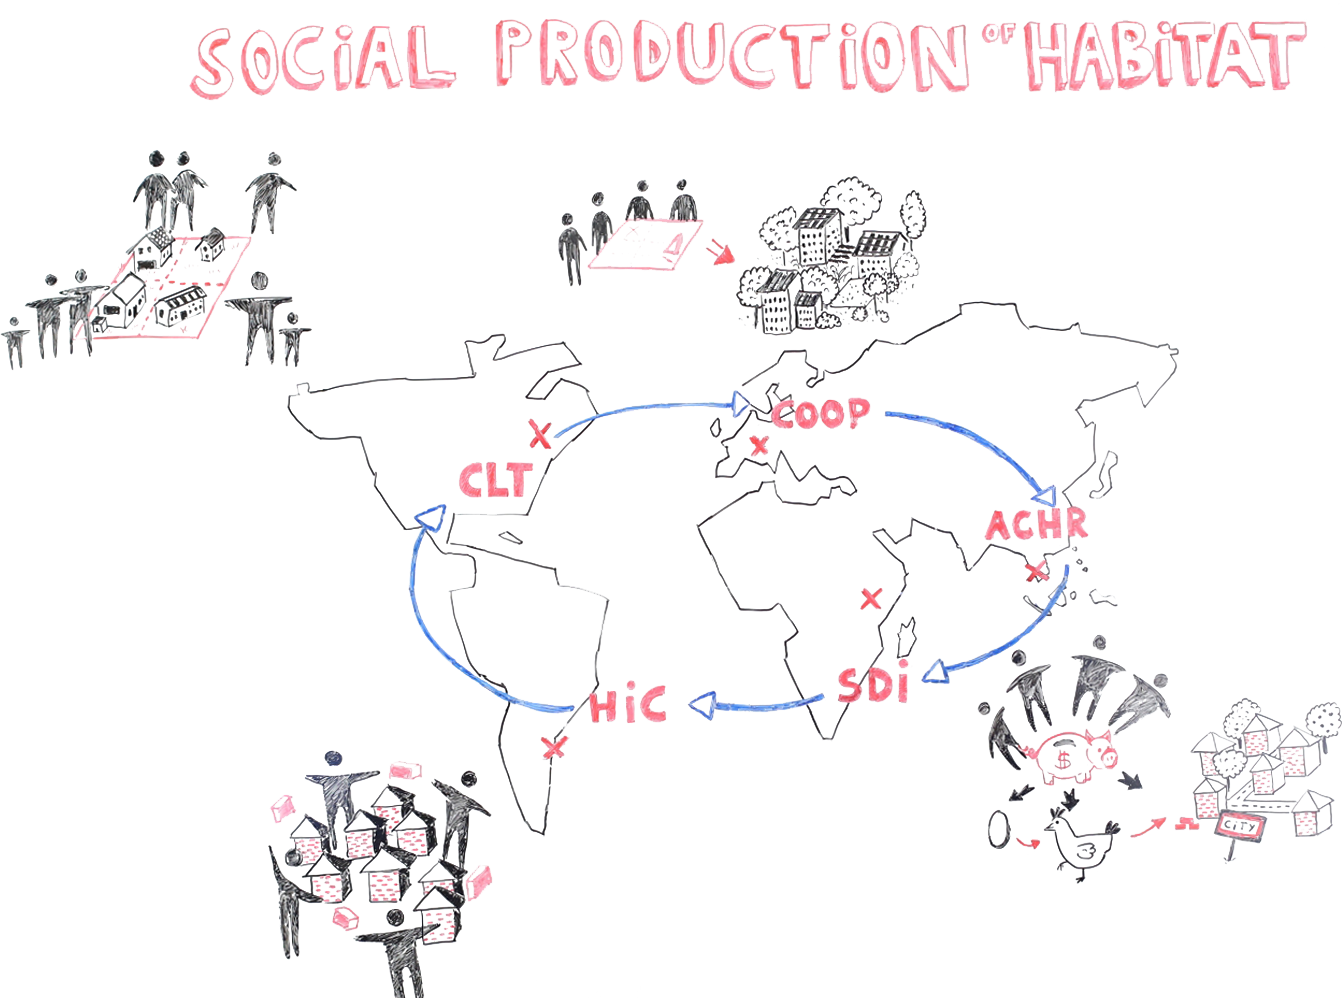 SOCiAL PRODUCTiON OF HABiTAT
COOP
CLT
ACHR
SDi
HiC
$
CiTY